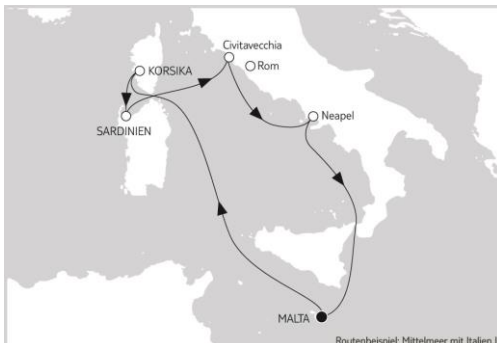 Civitavecchia
Rom
KORSIKA
SARDINIEN
Neapel
MALTA
Routenbeispiel: Mittelmeer mit Italien I